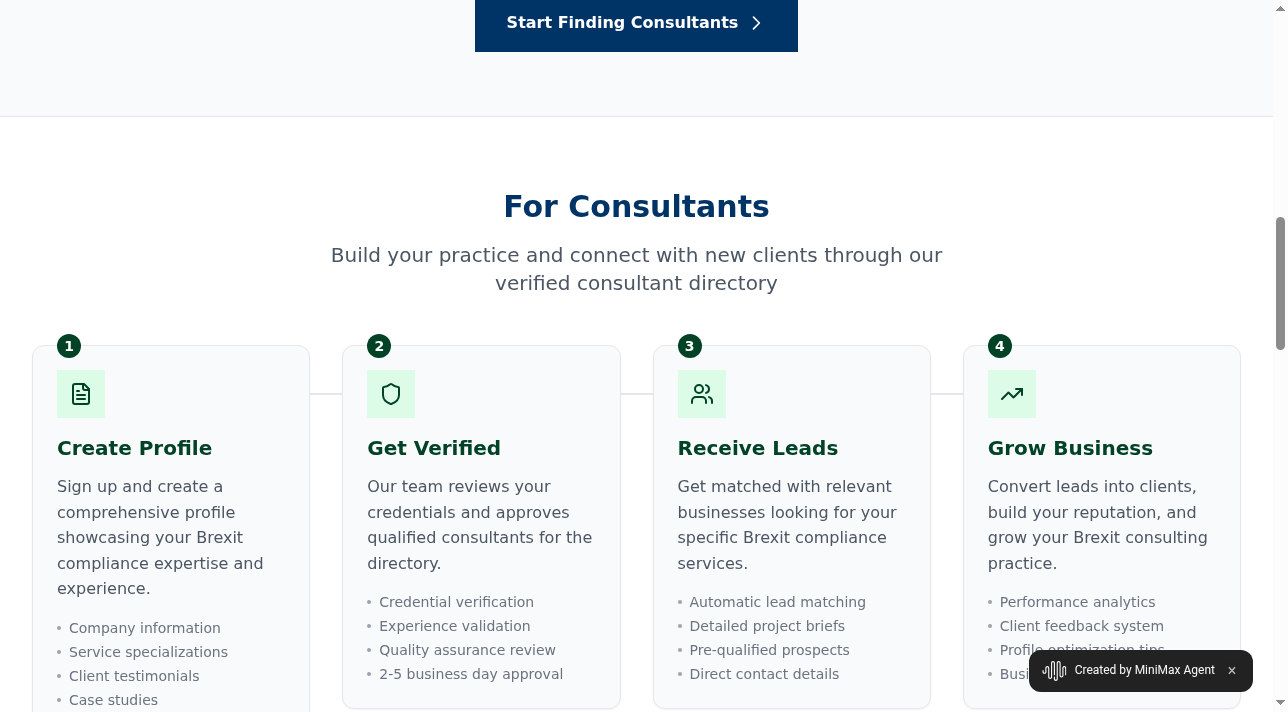 Start Finding Consultants
For Consultants
Build your practice and connect with new clients through our
verified consultant directory
1
Create Profile
Sign up and create a
comprehensive profile
showcasing your Brexit
compliance expertise and
experience.
Company information
Service specializations
Client testimonials
Case studies
2
Get Verified
Our team reviews your
credentials and approves
qualified consultants for the
directory.
Credential verification
Experience validation
Quality assurance review
2-5 business day approval
3
Receive Leads
Get matched with relevant
businesses looking for your
specific Brexit compliance
services.
Automatic lead matching
Detailed project briefs
Pre-qualified prospects
Direct contact details
4
Grow Business
Convert leads into clients,
build your reputation, and
grow your Brexit consulting
practice.
Performance analytics
Client feedback system
Profile optimization tips
Created by MiniMax Agent ×